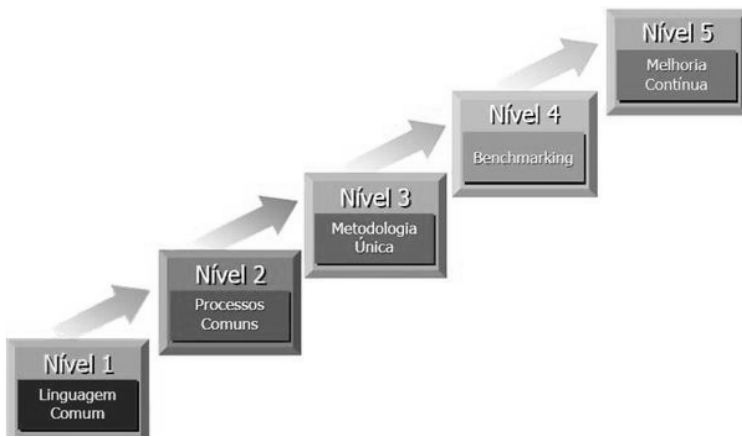 Nível 1
Linguagem
Comum
Nível 2
Processos
Comuns
Nível 3
Metodologia
Única
Nível 4
Benchmarking
Nível 5
Melhoria
Contínua